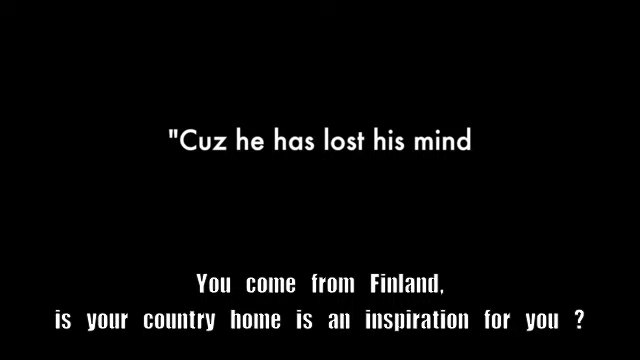 "Cuz he has lost his mind
You come from Finland,
is your country home is an inspiration for you ?